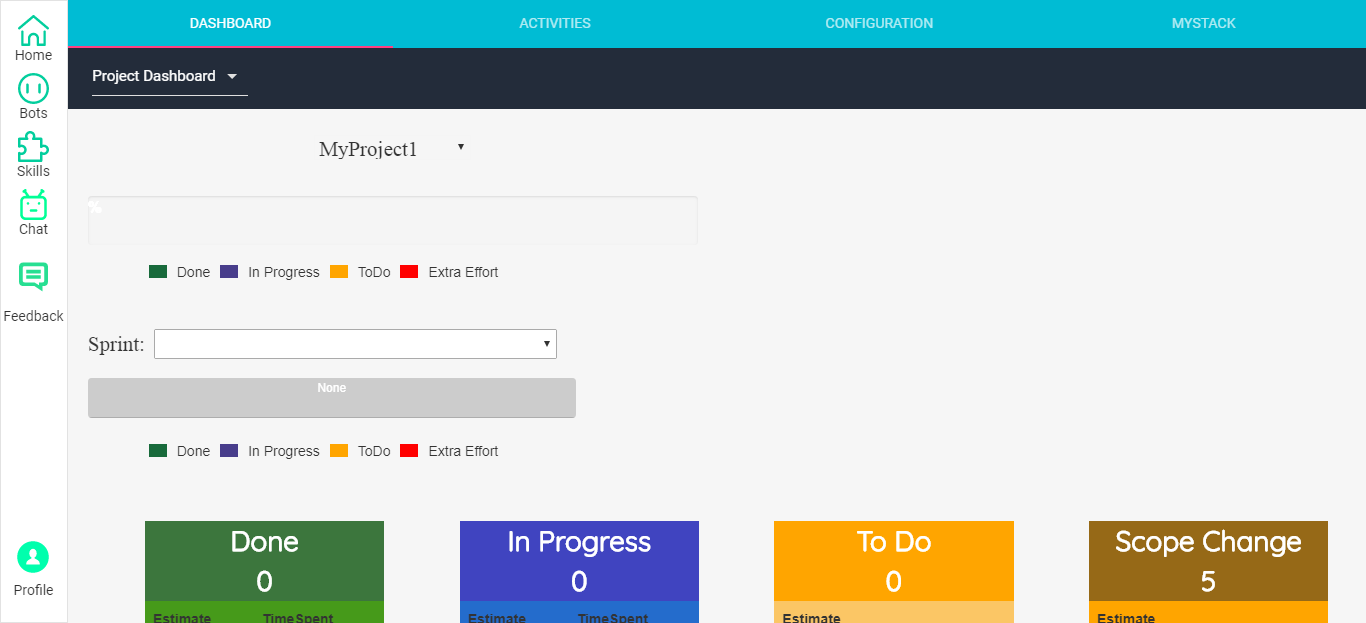 DASHBOARD ACTIVITIES CONFIGURATION MYSTACK
Project Dashboard
Home
Bots
Skills
Chat
Feedback
Profile
MyProject1
%
Done In Progress ToDo Extra Effort
Sprint:
None
Done In Progress ToDo Extra Effort
Done
0
Estimate TimeSpent
In Progress
0
Estimate TimeSpent
To Do
0
Estimate
Scope Change
5
Estimate